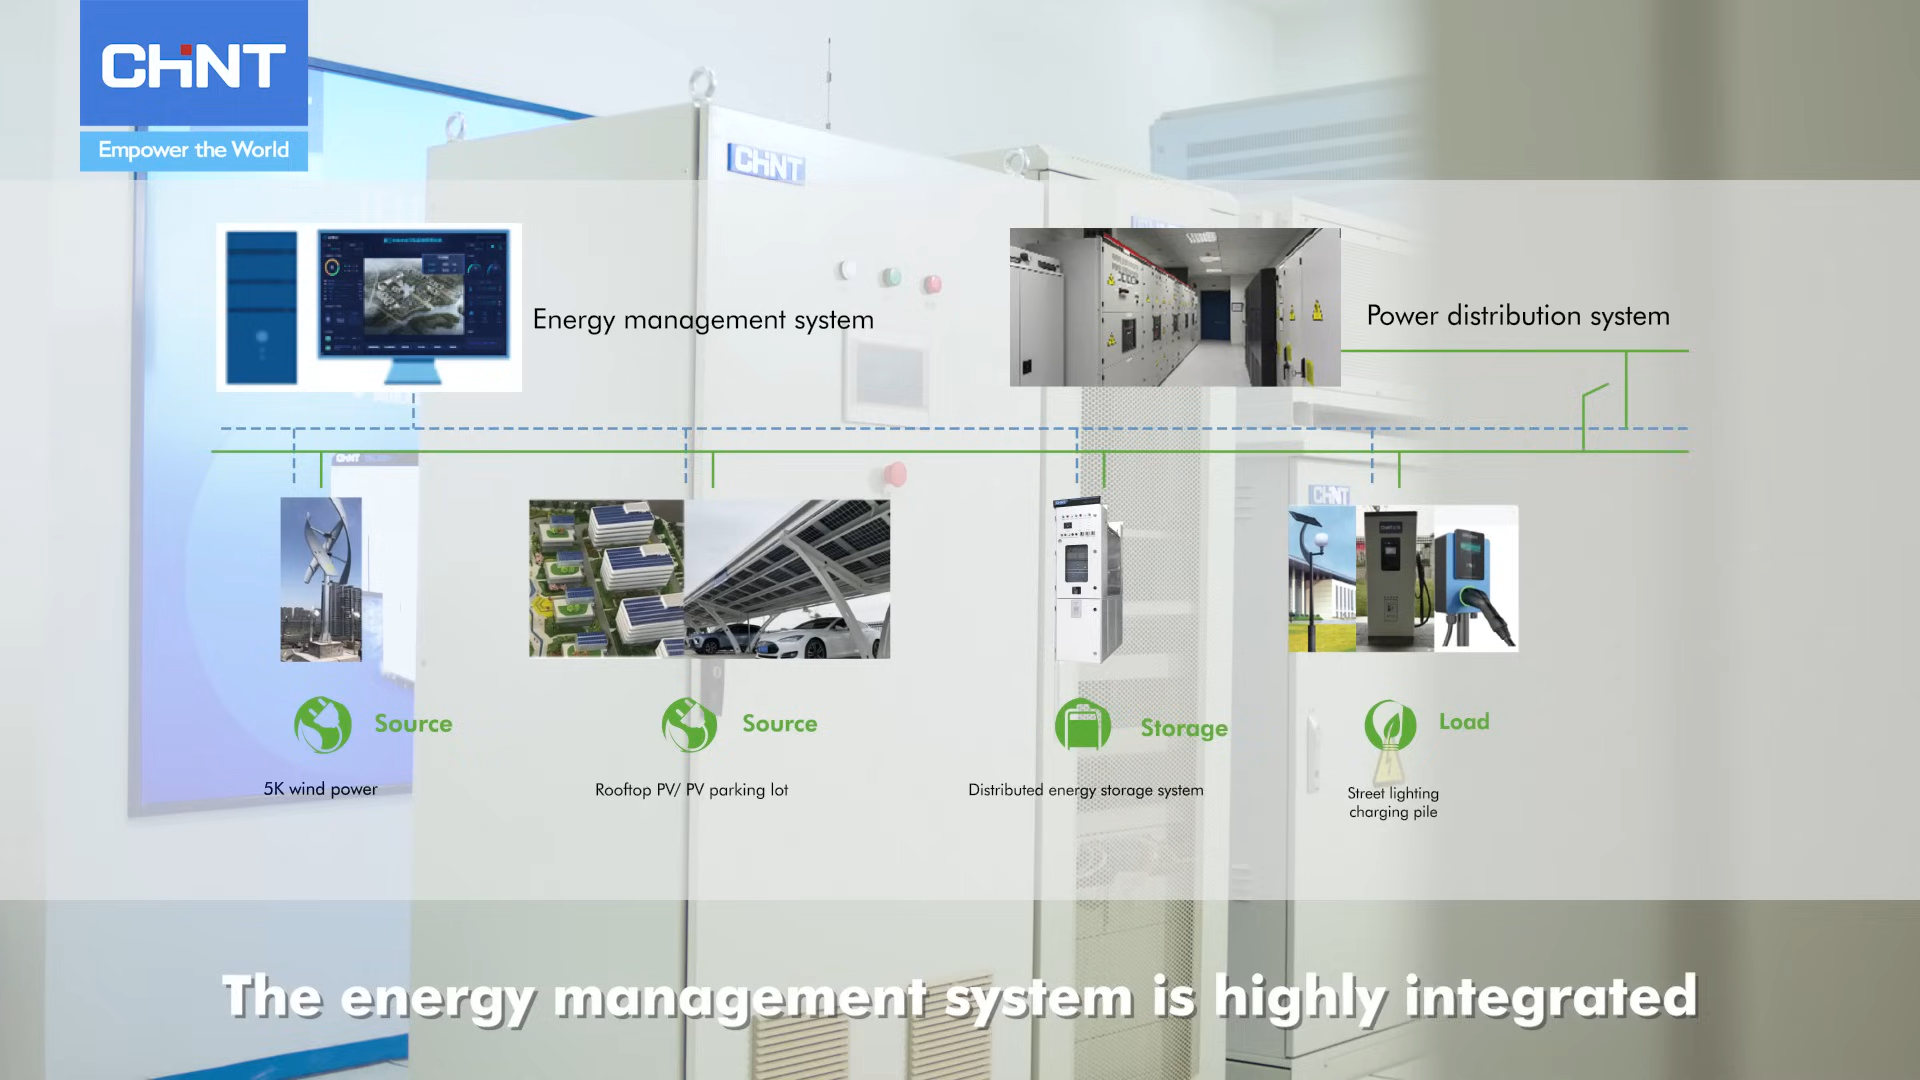 CHNT
Empower the World
CHNT
Energy management system
Power distribution system
CHNT
CHNT
Source
Source
Storage
Load
5K wind power
Rooftop PV/ PV parking lot
Distributed energy storage system
Street lighting
charging pile
The energy management system is highly integrated